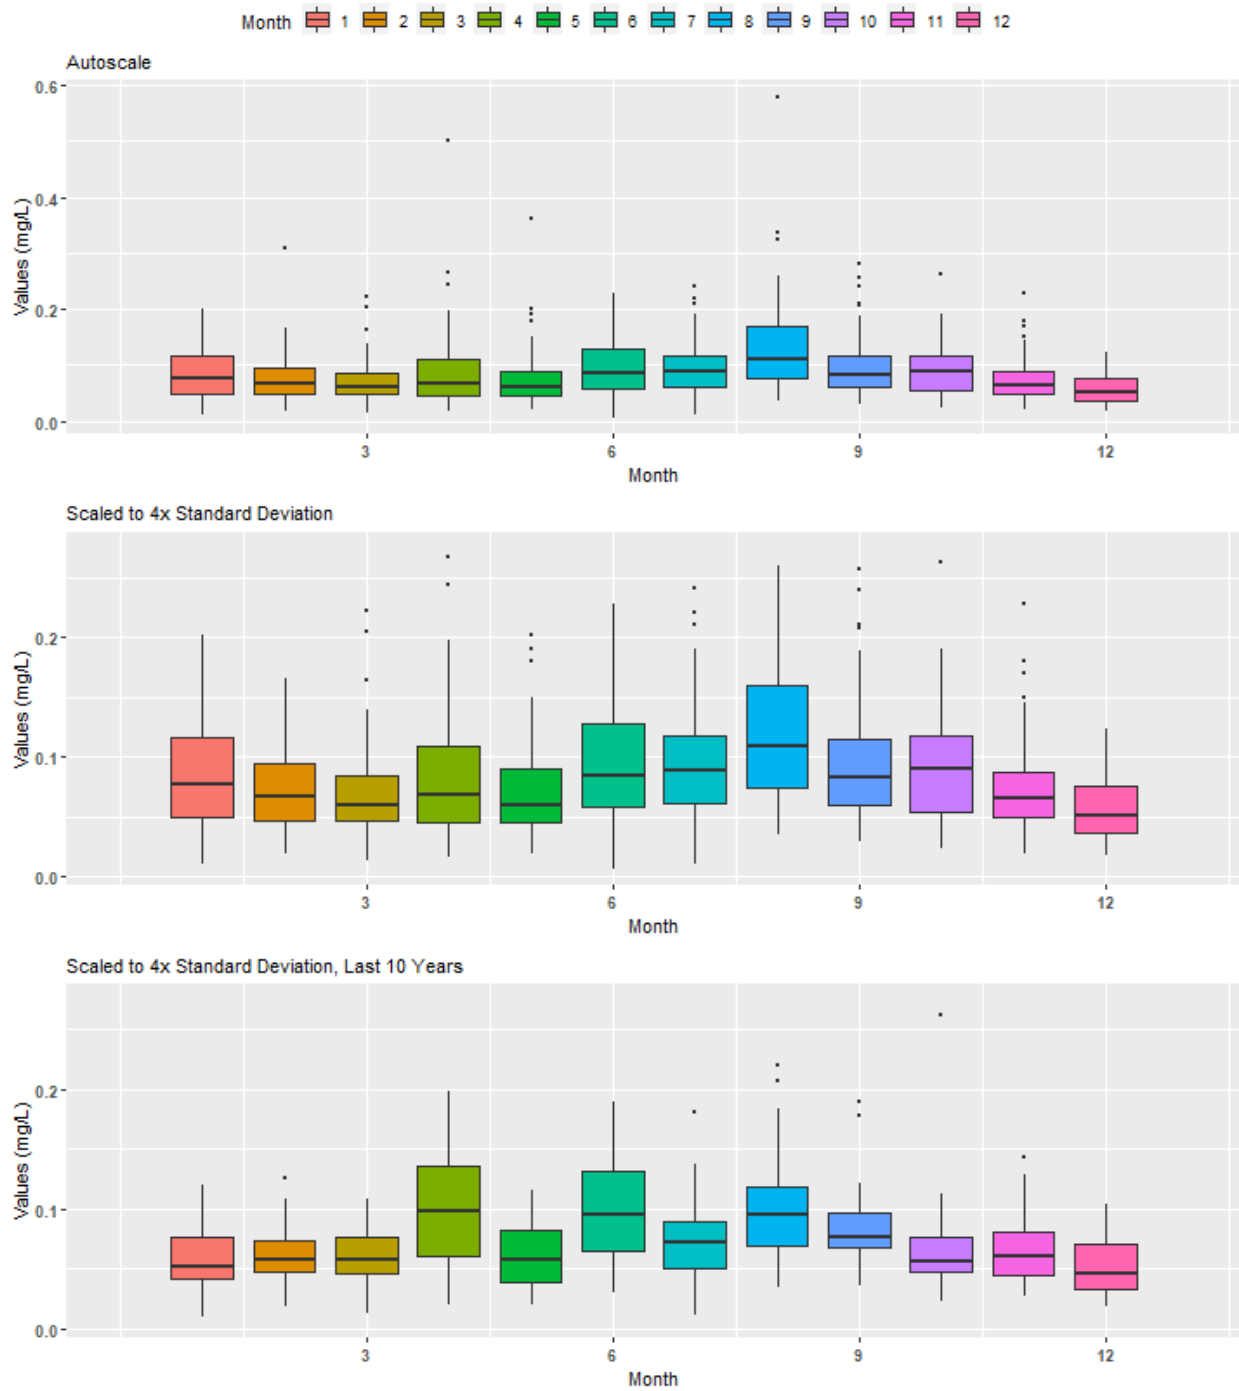 Month 1 2 3 4 5 6 7 8 9 10 11 12
Autoscale
Values (mg/L)
0.6
0.4
0.2
0.0
3 6 9 12
Month
Scaled to 4x Standard Deviation
Values (mg/L)
0.2
0.1
0.0
3 6 9 12
Month
Scaled to 4x Standard Deviation, Last 10 Years
Values (mg/L)
0.2
0.1
0.0
3 6 9 12
Month